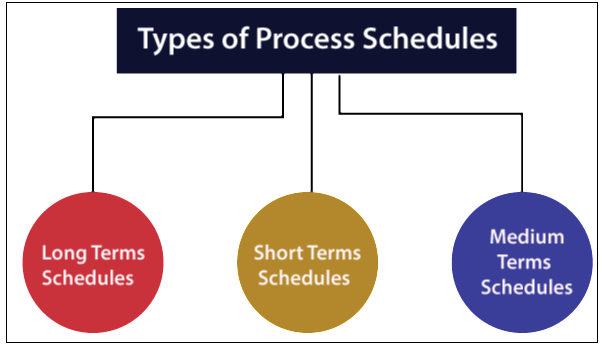 Types of Process Schedules
Long Terms
Schedules
Short Terms
Schedules
Medium
Terms
Schedules